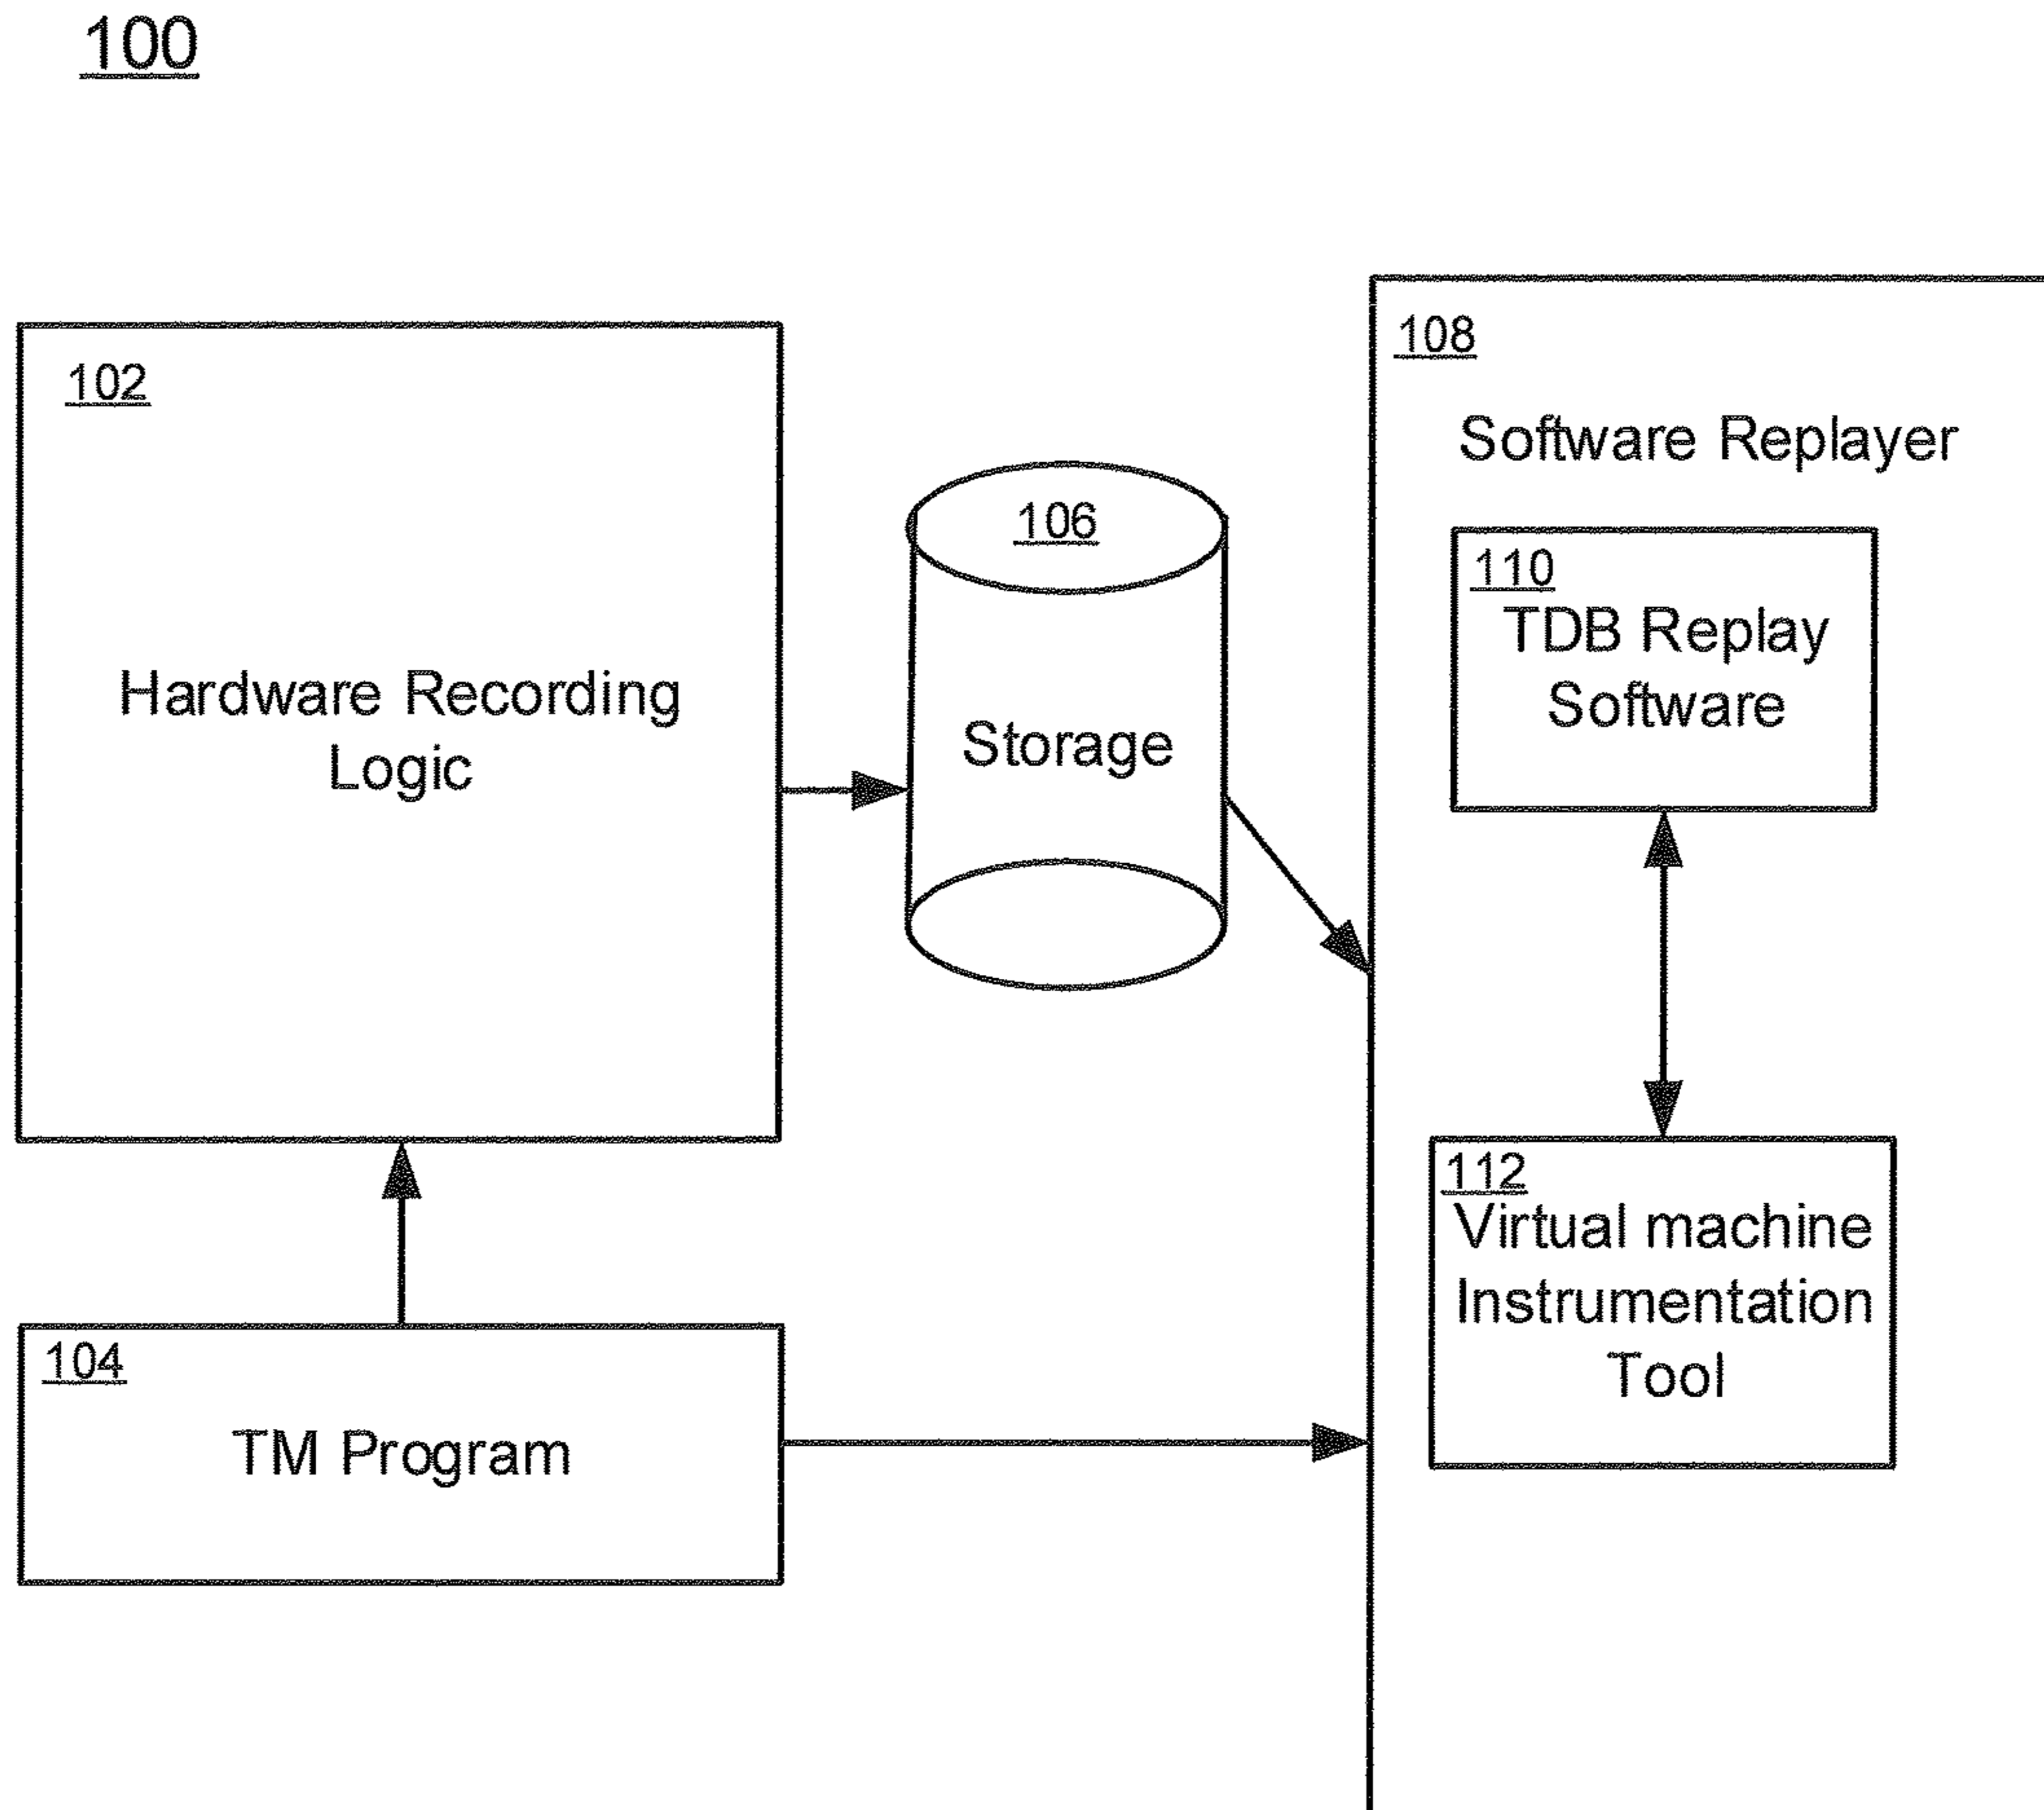 100
102
Hardware Recording
Logic
104
TM Program
106
Storage
108
Software Replayer
110
TDB Replay
Software
112
Virtual machine
Instrumentation
Tool